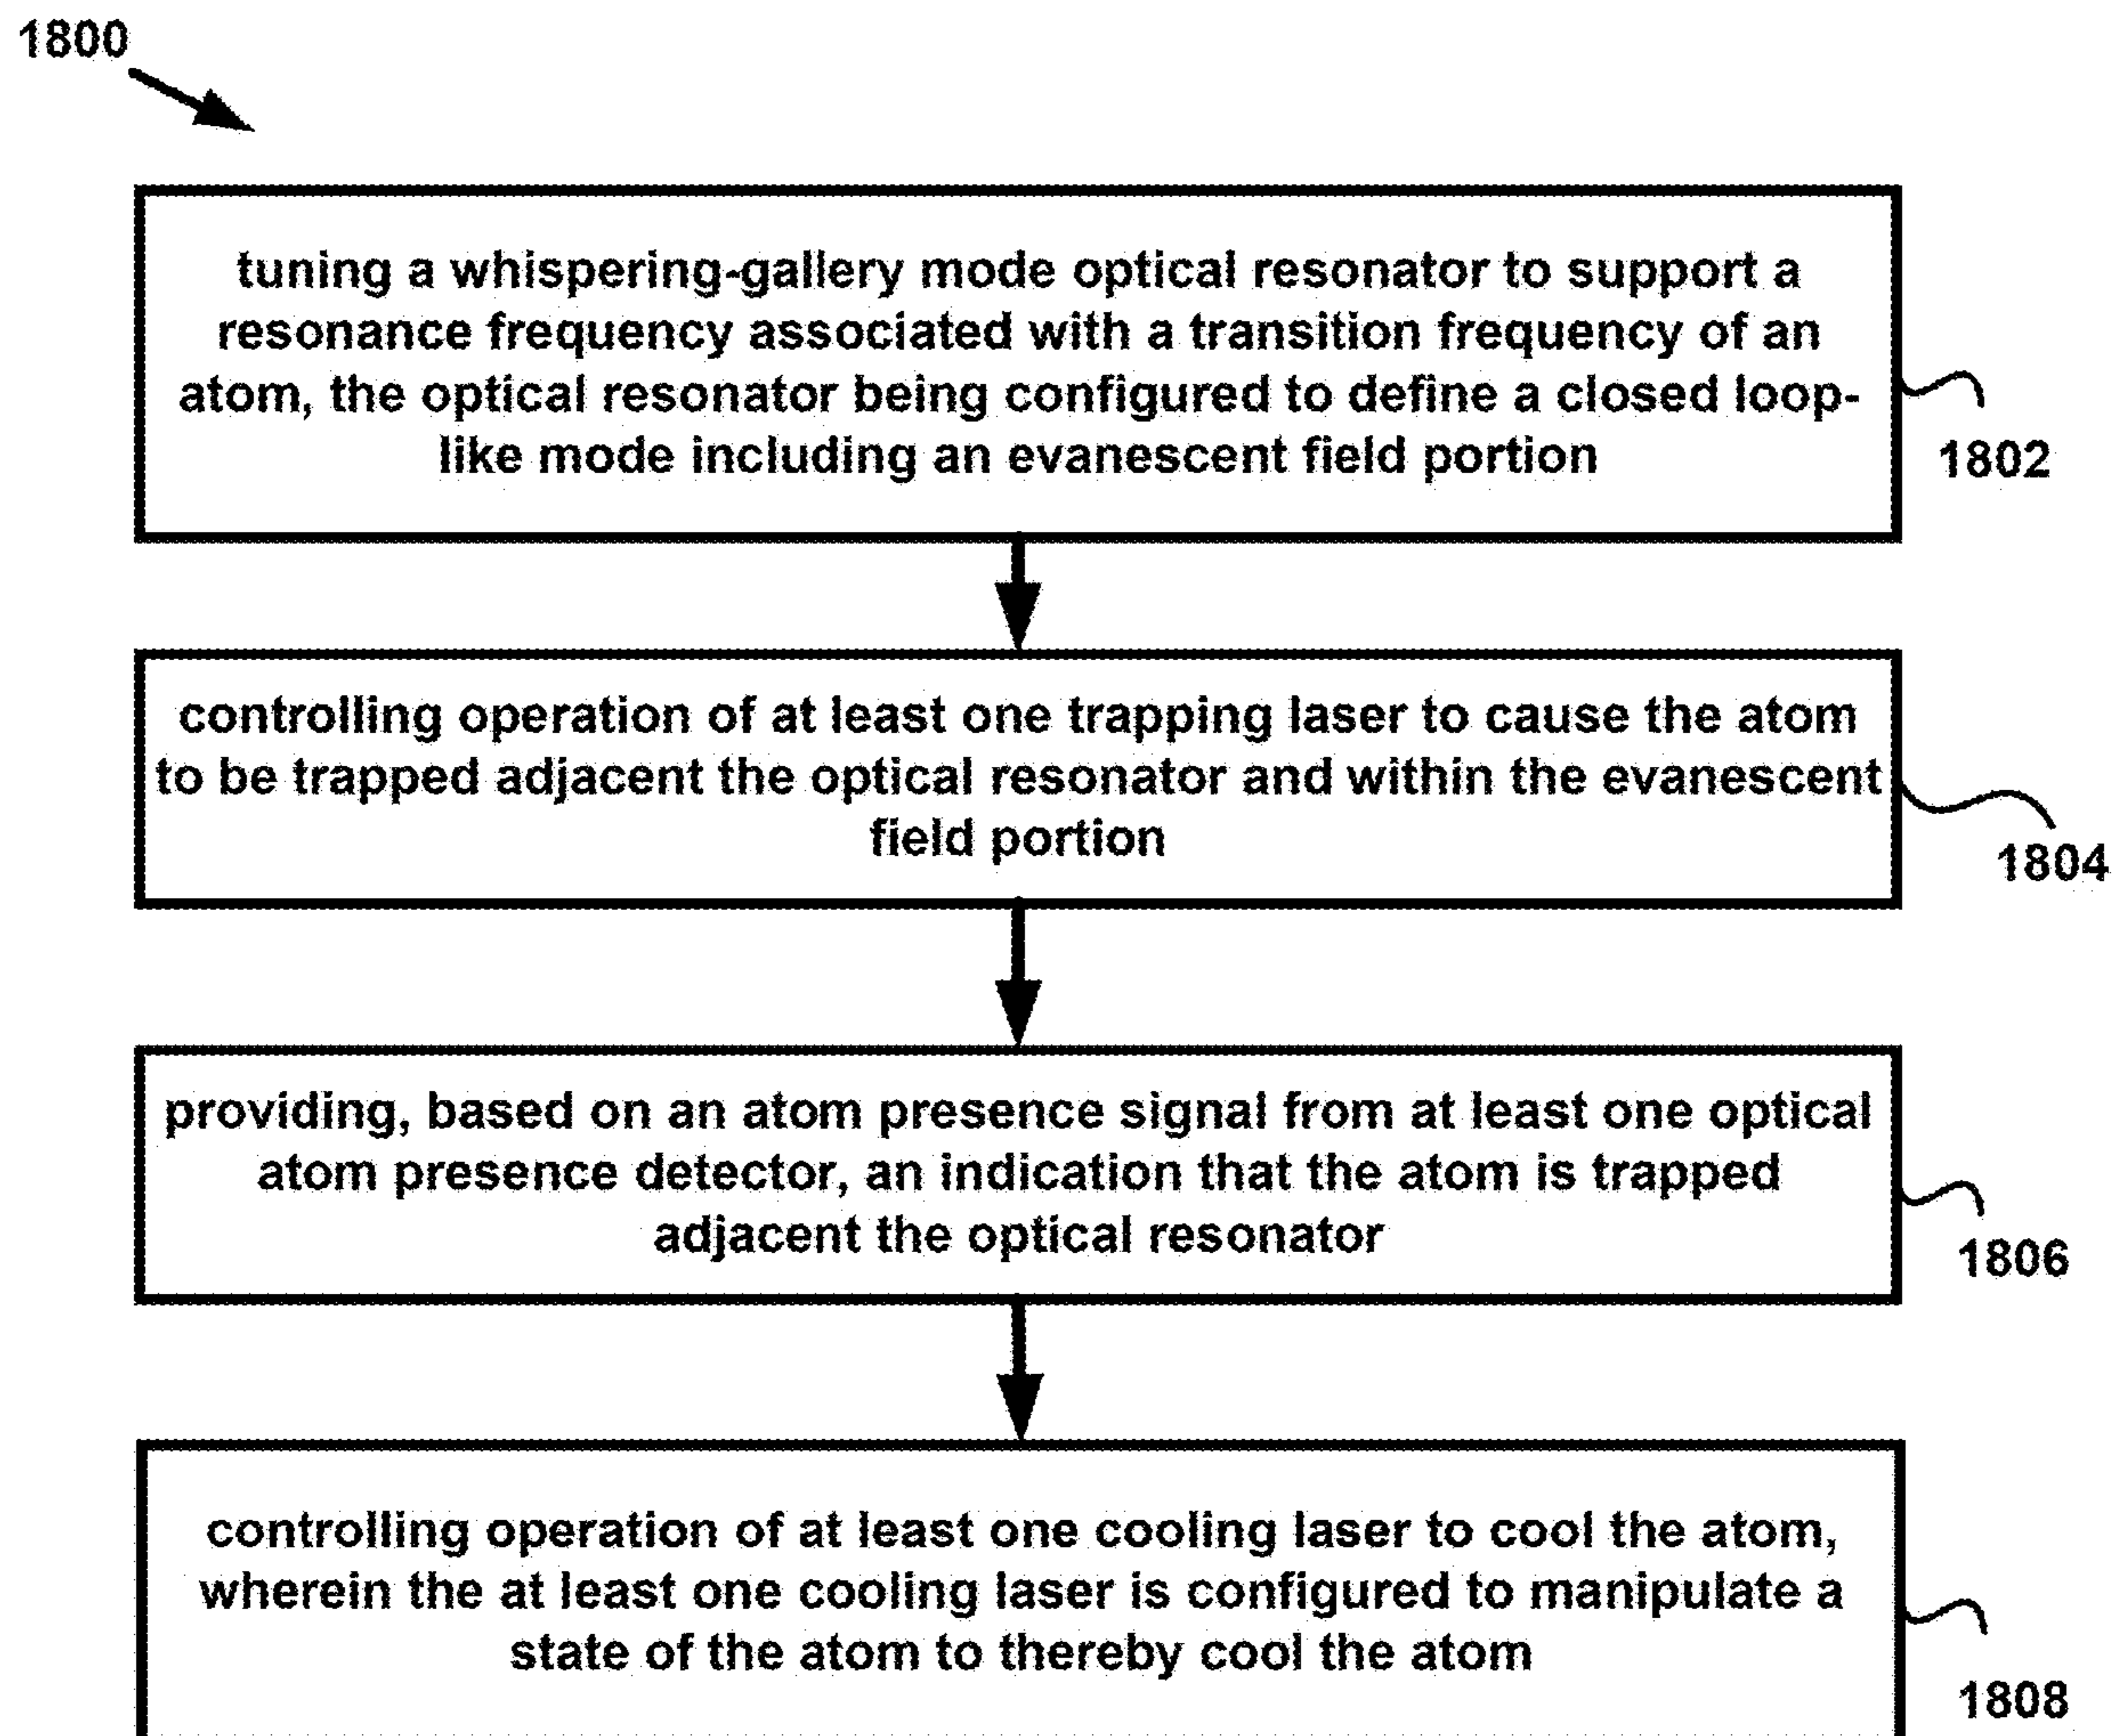 1800
tuning a whispering-gallery mode optical resonator to support a
resonance frequency associated with a transition frequency of an
atom, the optical resonator being configured to define a closed loop-
like mode including an evanescent field portion
1802
controlling operation of at least one trapping laser to cause the atom
to be trapped adjacent the optical resonator and within the evanescent
field portion
1804
providing, based on an atom presence signal from at least one optical
atom presence detector, an indication that the atom is trapped
adjacent the optical resonator
1806
controlling operation of at least one cooling laser to cool the atom,
wherein the at least one cooling laser is configured to manipulate a
state of the atom to thereby cool the atom
1808